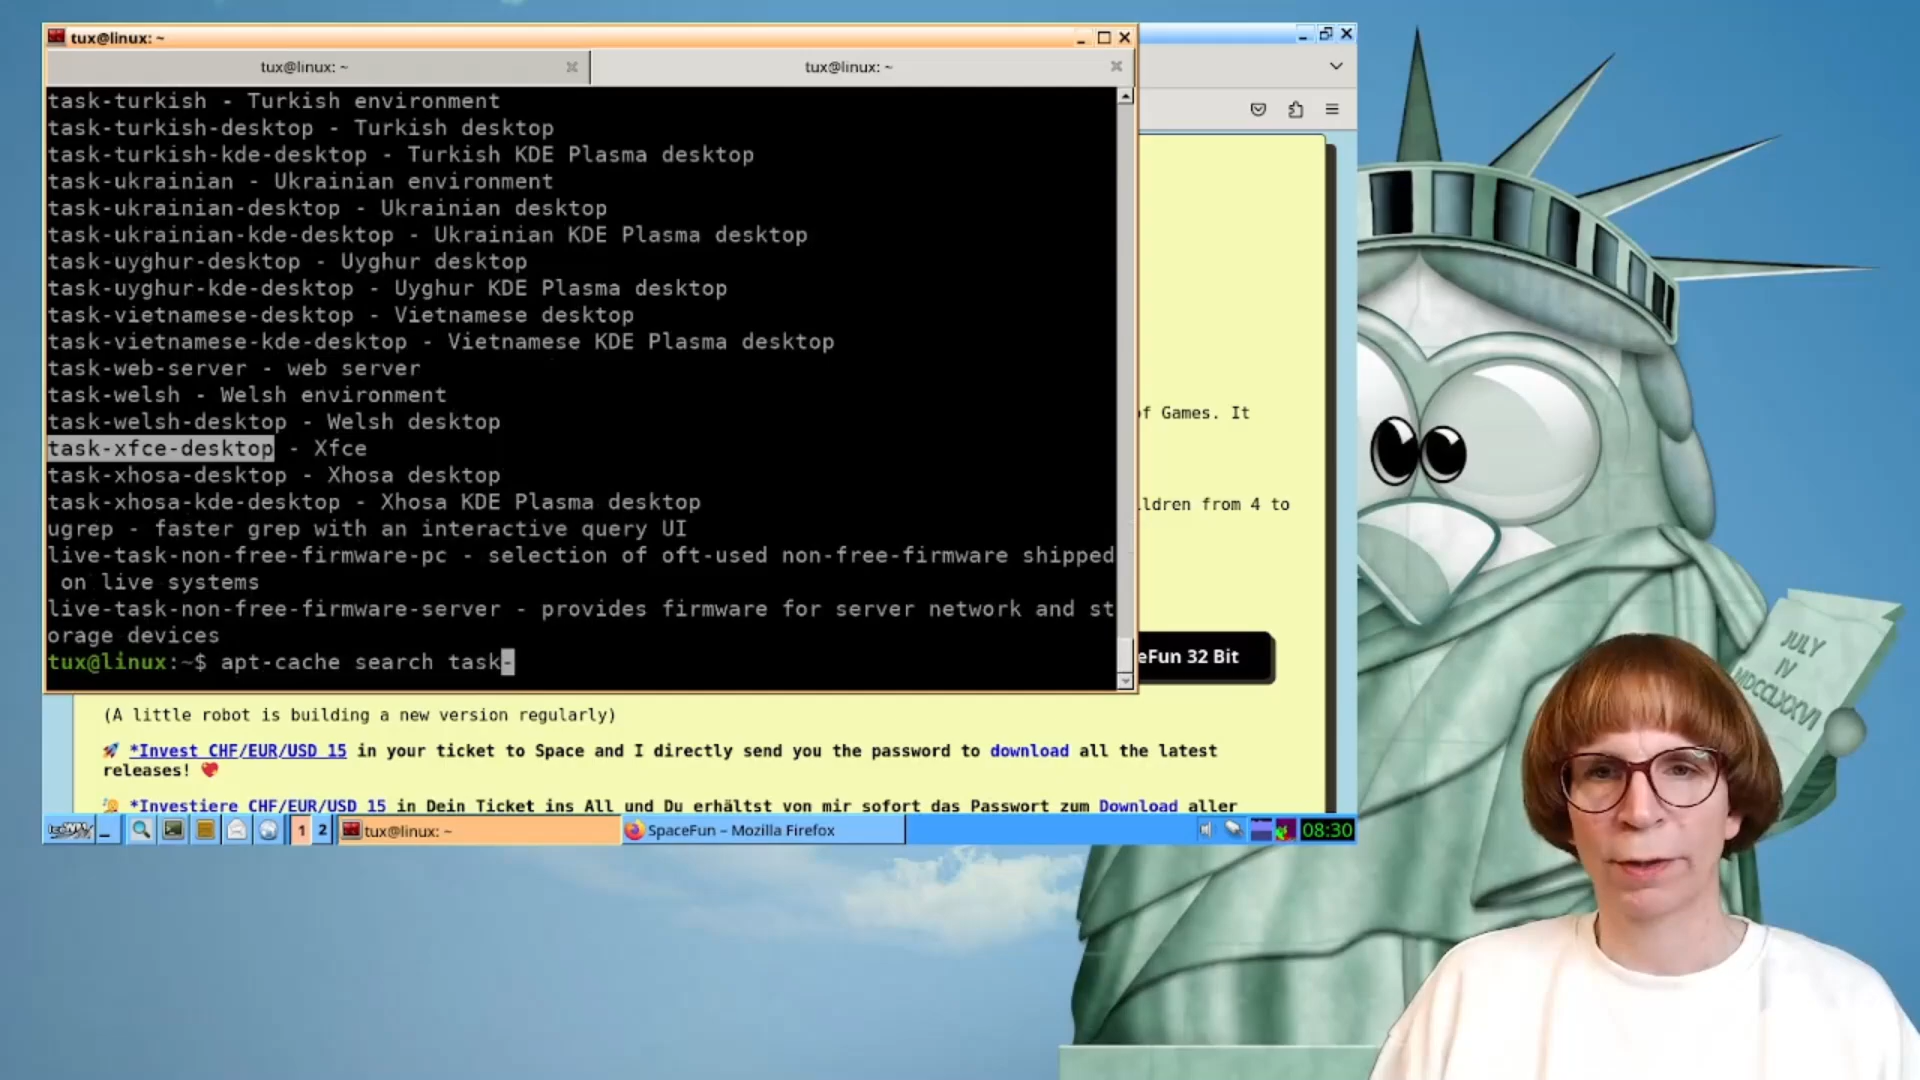 tux@linux: ~
tux@linux: ~
tux@linux: ~
task-turkish - Turkish environment
task-turkish-desktop - Turkish desktop
task-turkish-kde-desktop - Turkish KDE Plasma desktop
task-ukrainian - Ukrainian environment
task-ukrainian-desktop - Ukrainian desktop
task-ukrainian-kde-desktop - Ukrainian KDE Plasma desktop
task-uyghur-desktop - Uyghur desktop
task-uyghur-kde-desktop - Uyghur KDE Plasma desktop
task-vietnamese-desktop - Vietnamese desktop
task-vietnamese-kde-desktop - Vietnamese KDE Plasma desktop
task-web-server - web server
task-welsh - Welsh environment
task-welsh-desktop - Welsh desktop
task-xfce-desktop - Xfce
task-xhosa-desktop - Xhosa desktop
task-xhosa-kde-desktop - Xhosa KDE Plasma desktop
ugrep - faster grep with an interactive query UI
live-task-non-free-firmware-pc - selection of oft-used non-free-firmware shipped
on live systems
live-task-non-free-firmware-server - provides firmware for server network and st
orage devices
tux@linux:~$ apt-cache search task-
of Games. It
ldren from 4 to
eFun 32 Bit
(A little robot is building a new version regularly)
🚀 *Invest CHF/EUR/USD 15 in your ticket to Space and I directly send you the password to download all the latest
releases! 💖
*Investiere CHF/EUR/USD 15 in Dein Ticket ins All und Du erhältst von mir sofort das Passwort zum Download aller
1 2 tux@linux: ~ SpaceFun – Mozilla Firefox 08:30
JULY
IV
MDCCLXXVI